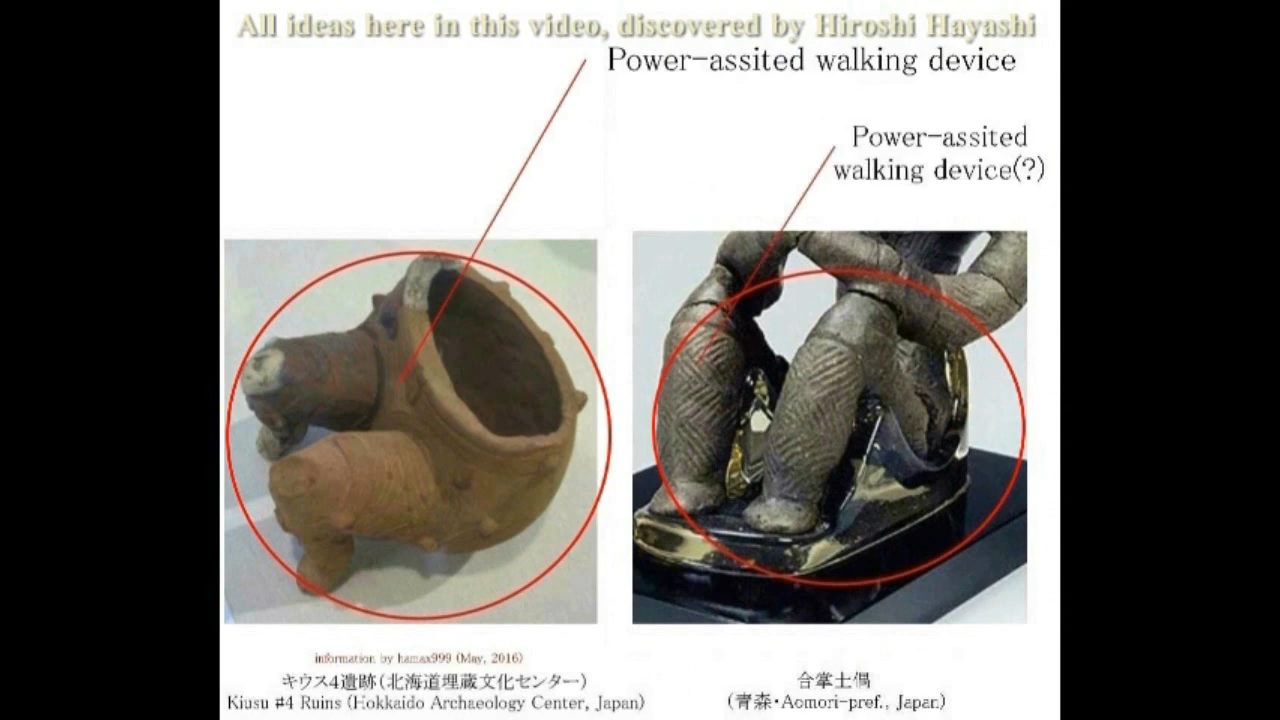 All ideas here in this video, discovered by Hiroshi Hayashi
Power-assited walking device
Power-assited
walking device(?)
information by hamax999 (May, 2016)
キウス4遺跡(北海道埋蔵文化センター)
Kiusu #4 Ruins (Hokkaido Archaeology Center, Japan)
合掌土偶
(青森・Aomori-pref., Japan)